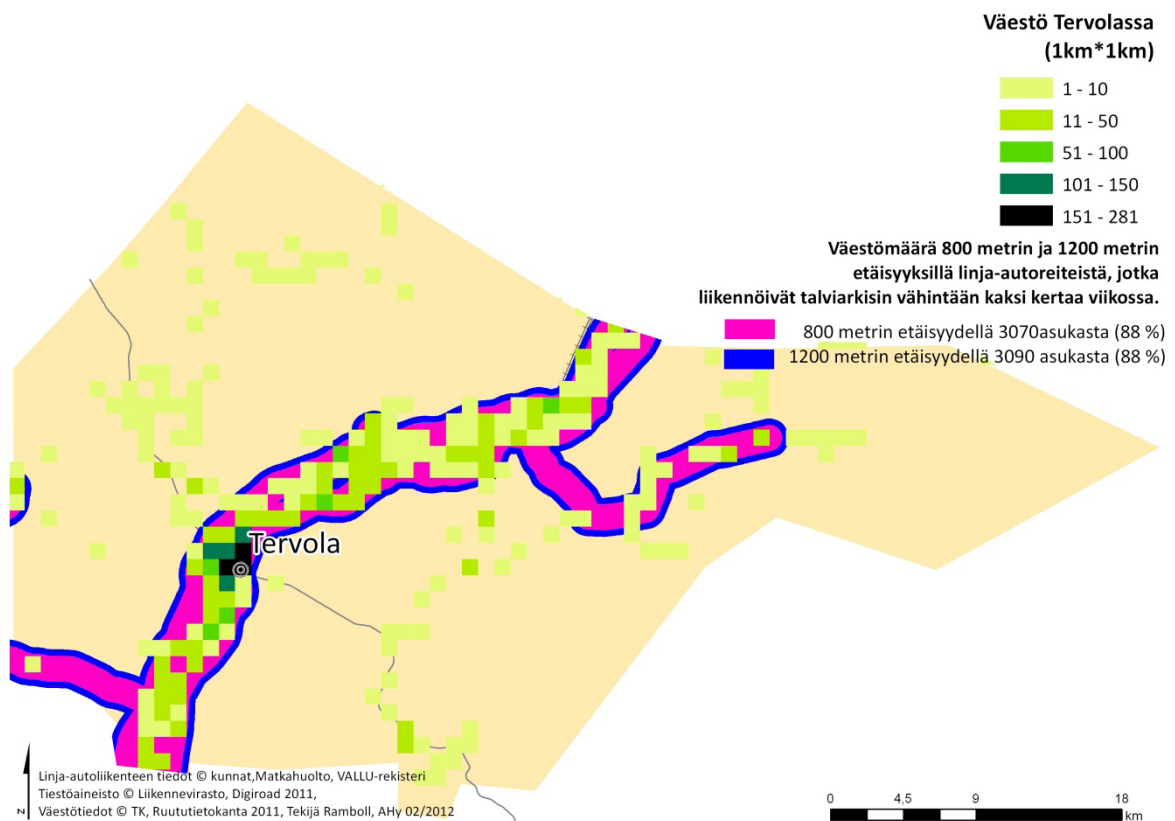 Väestö Tervolassa
(1km*1km)
1 - 10
11 - 50
51 - 100
101 - 150
151 - 281
Väestömäärä 800 metrin ja 1200 metrin
etäisyyksillä linja-autoreiteistä, jotka
liikennöivät talviarkisin vähintään kaksi kertaa viikossa.
800 metrin etäisyydellä 3070asukasta (88 %)
1200 metrin etäisyydellä 3090 asukasta (88 %)
Tervola
Linja-autoliikenteen tiedot © kunnat,Matkahuolto, VALLU-rekisteri
Tiestöaineisto © Liikennevirasto, Digiroad 2011,
Väestötiedot © TK, Ruututietokanta 2011, Tekijä Ramboll, AHy 02/2012
N
0 4,5 9 18
km